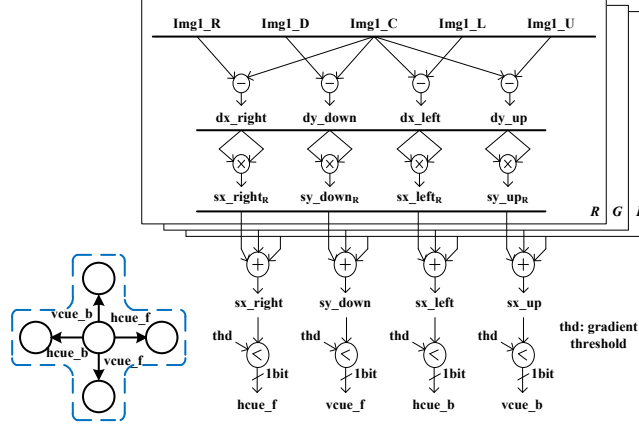 Img1_R Img1_D Img1_C Img1_L Img1_U
− − − −
dx_right dy_down dx_left dy_up
× × × ×
sx_rightR sy_downR sx_leftR sy_upR
R G
+ + + +
sx_right sy_down sx_left sx_up
thd thd thd thd
< < < <
1bit 1bit 1bit 1bit
hcue_f vcue_f hcue_b vcue_b
thd: gradient
threshold
vcue_b hcue_f
hcue_b vcue_f